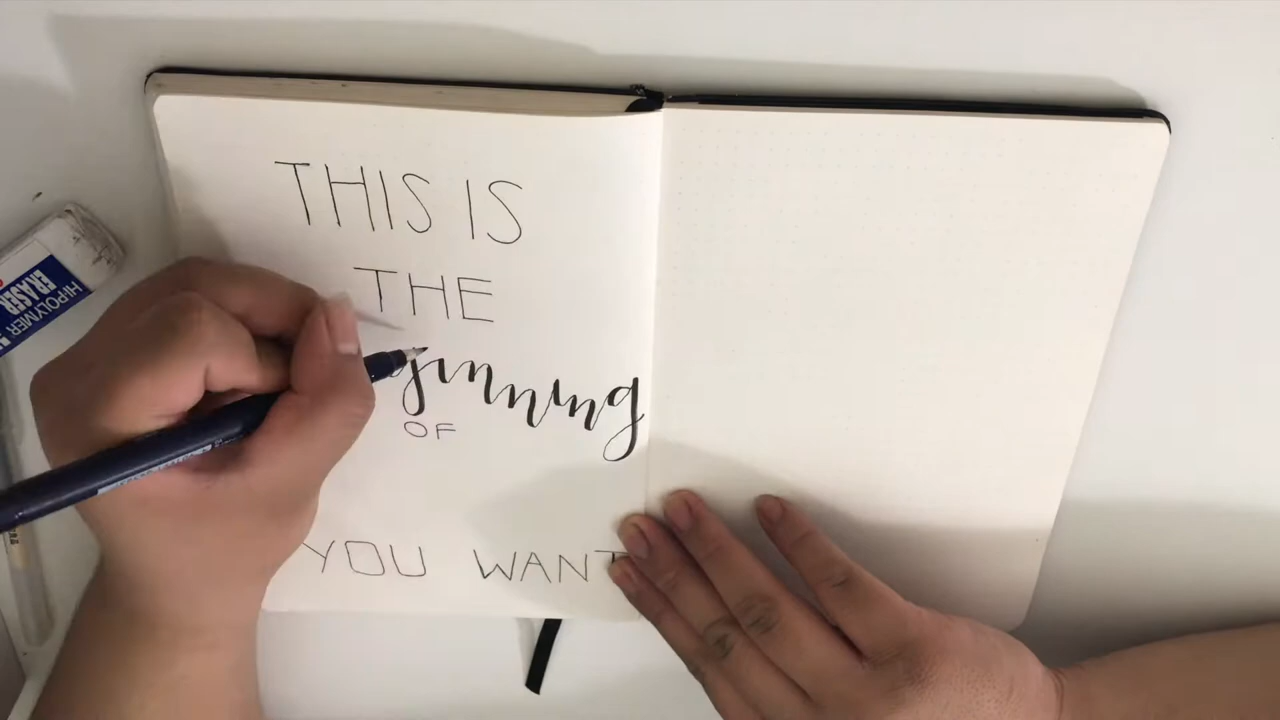 THIS IS
THE
ginning
OF
YOU WANT
HI-POLYMER
ERASER